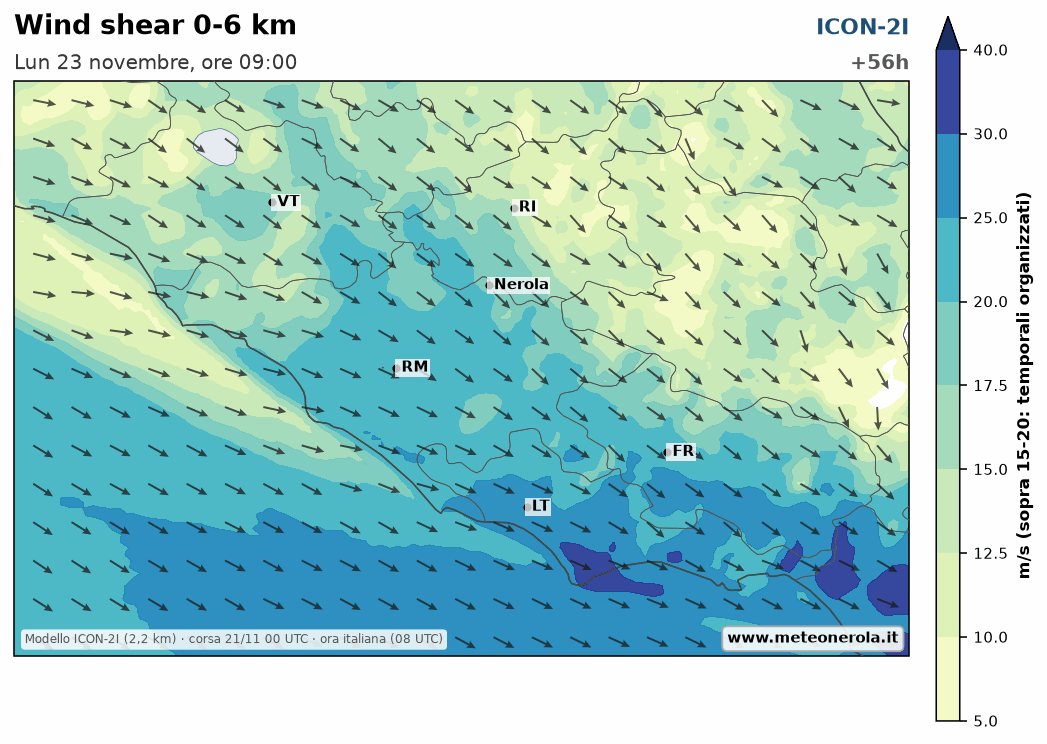 Wind shear 0-6 km
ICON-2I
Lun 23 novembre, ore 09:00
+56h
VT
RI
Nerola
RM
FR
LT
Modello ICON-2I (2,2 km) · corsa 21/11 00 UTC · ora italiana (08 UTC)
www.meteonerola.it
40.0
30.0
25.0
20.0
17.5
15.0
12.5
10.0
5.0
m/s (sopra 15-20: temporali organizzati)